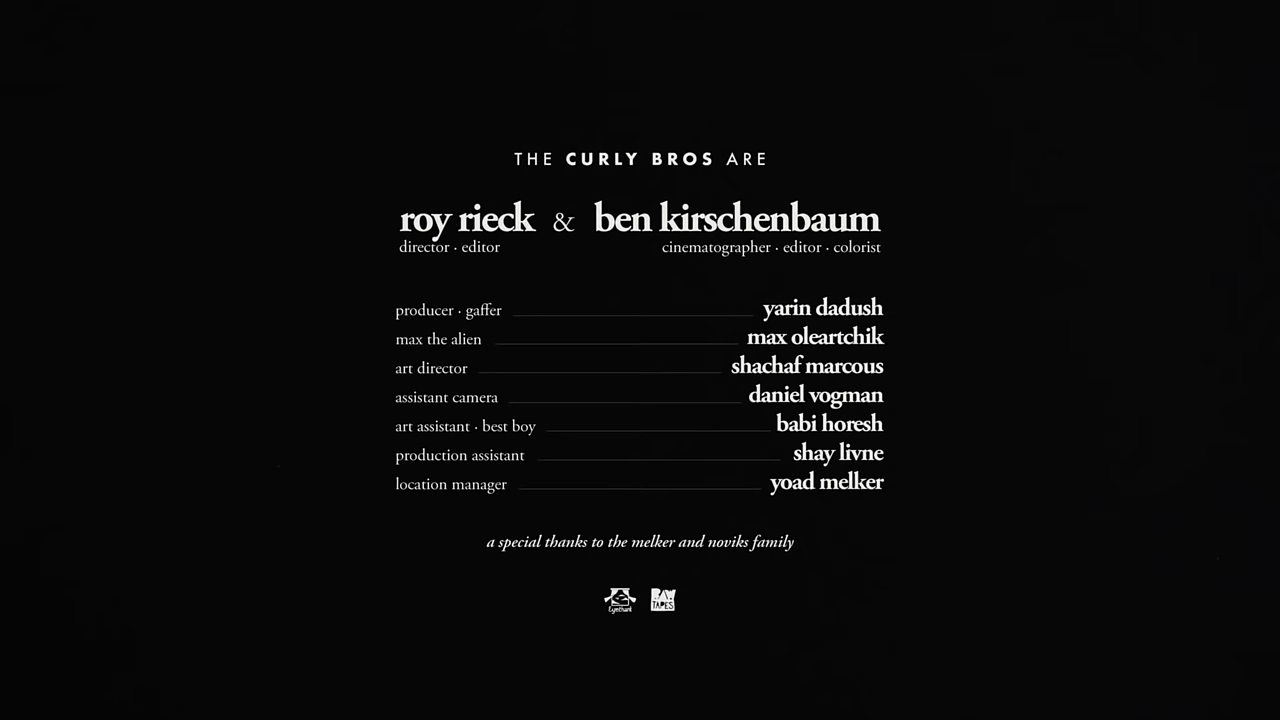 THE CURLY BROS ARE
roy rieck & ben kirschenbaum
director · editor cinematographer · editor · colorist
producer · gaffer yarin dadush
max the alien max oleartchik
art director shachaf marcous
assistant camera daniel vogman
art assistant · best boy babi horesh
production assistant shay livne
location manager yoad melker
a special thanks to the melker and noviks family
RAW
TAPES